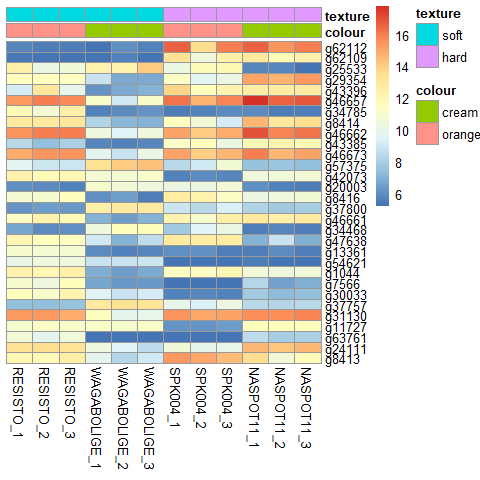 texture
colour
g62112
g62109
g25533
g29354
g43396
g46657
g34785
g8414
g46662
g43385
g46673
g57375
g42073
g20003
g8416
g37800
g46661
g34468
g47638
g13361
g54621
g1044
g7566
g30033
g37757
g31130
g11727
g63761
g24111
g8413
RESISTO_1
RESISTO_2
RESISTO_3
WAGABOLIGE_1
WAGABOLIGE_2
WAGABOLIGE_3
SPK004_1
SPK004_2
SPK004_3
NASPOT11_1
NASPOT11_2
NASPOT11_3
16
14
12
10
8
6
texture
soft
hard
colour
cream
orange